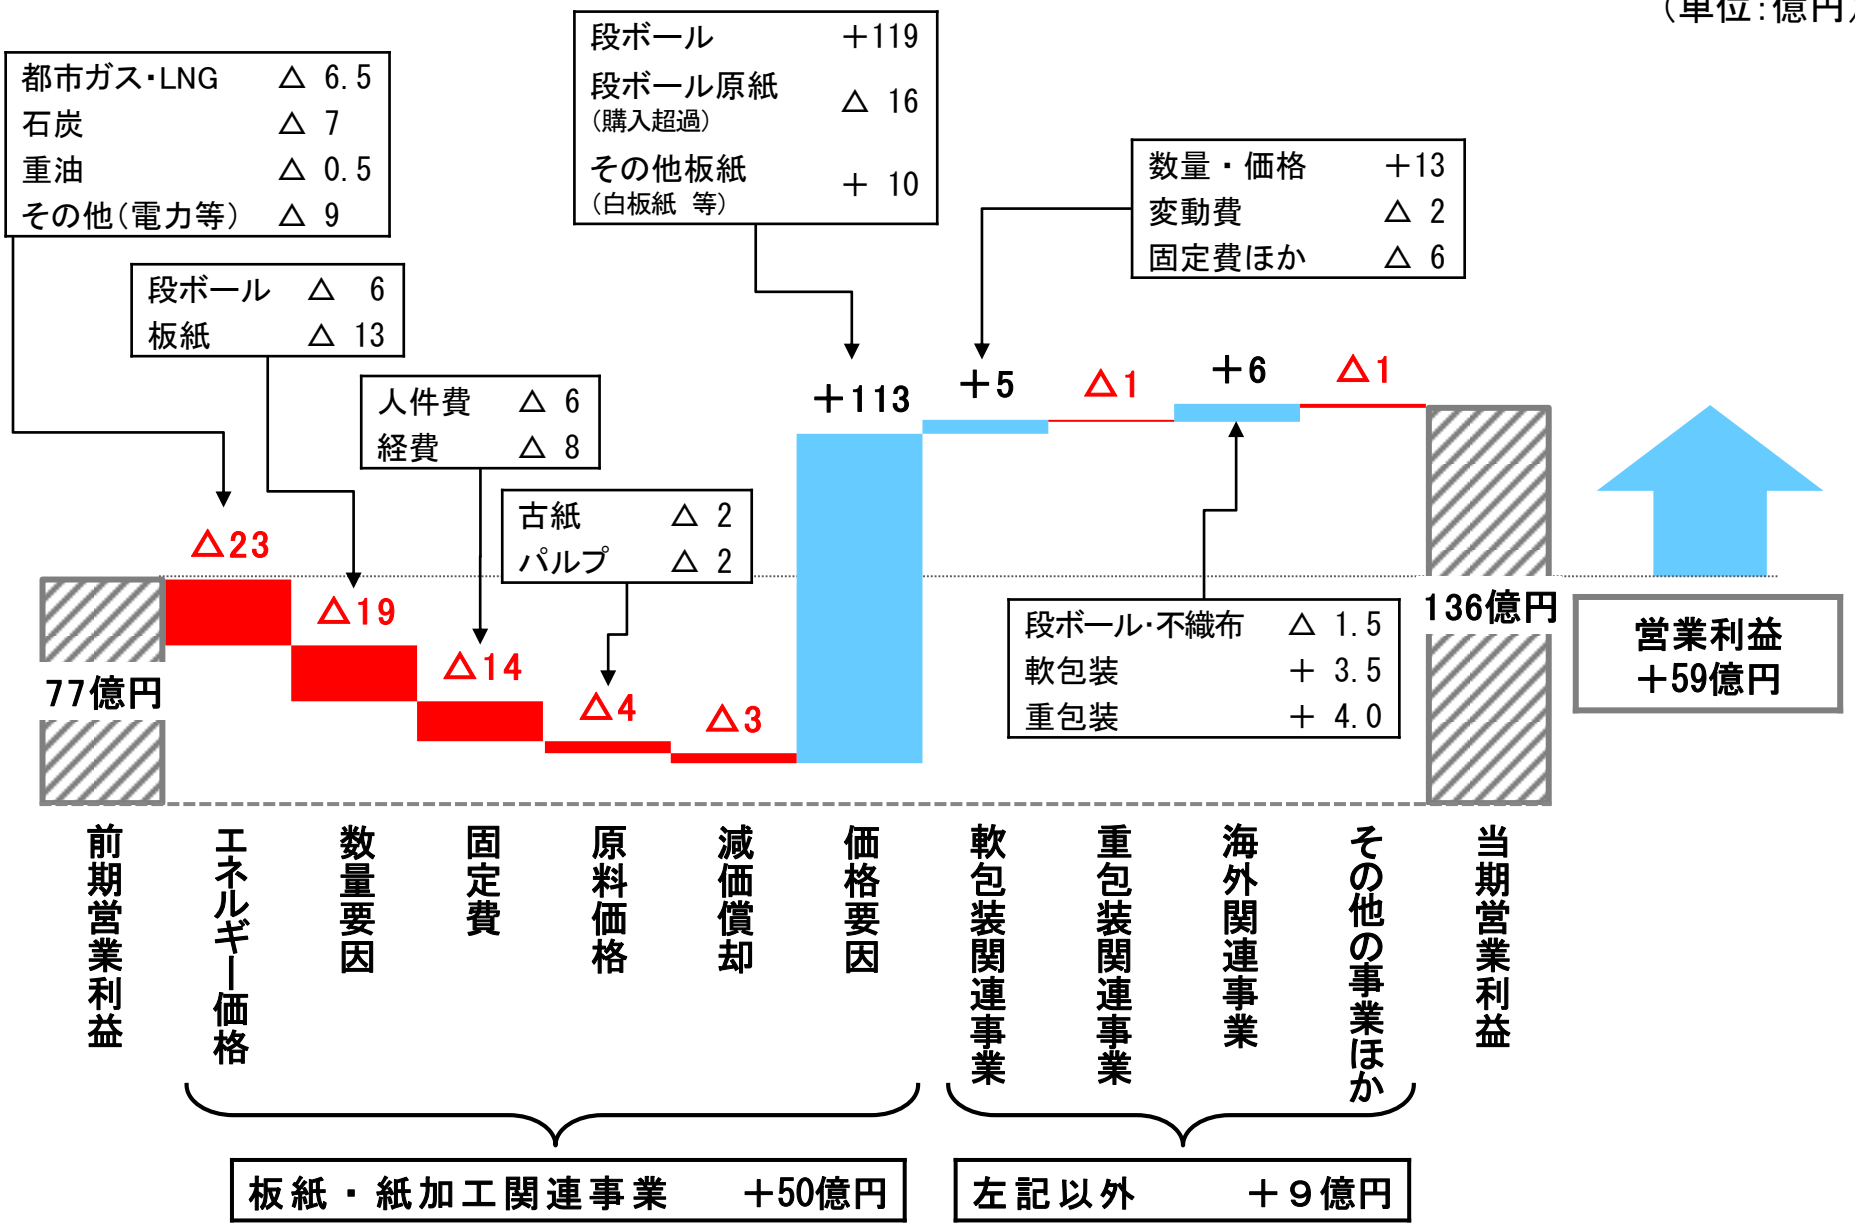 （単位：億円）
都市ガス・LNG △ 6.5
石炭 △ 7
重油 △ 0.5
その他（電力等） △ 9
段ボール △ 6
板紙 △ 13
人件費 △ 6
経費 △ 8
古紙 △ 2
パルプ △ 2
段ボール ＋119
段ボール原紙 △ 16
（購入超過）
その他板紙 ＋ 10
（白板紙 等）
数量・価格 ＋13
変動費 △ 2
固定費ほか △ 6
段ボール・不織布 △ 1.5
軟包装 ＋ 3.5
重包装 ＋ 4.0
77億円
△23
△19
△14
△4
△3
＋113
＋5
△1
＋6
△1
136億円
営業利益
＋59億円
前期営業利益
エネルギー価格
数量要因
固定費
原料価格
減価償却
価格要因
軟包装関連事業
重包装関連事業
海外関連事業
その他の事業ほか
当期営業利益
板紙・紙加工関連事業 ＋50億円
左記以外 ＋９億円